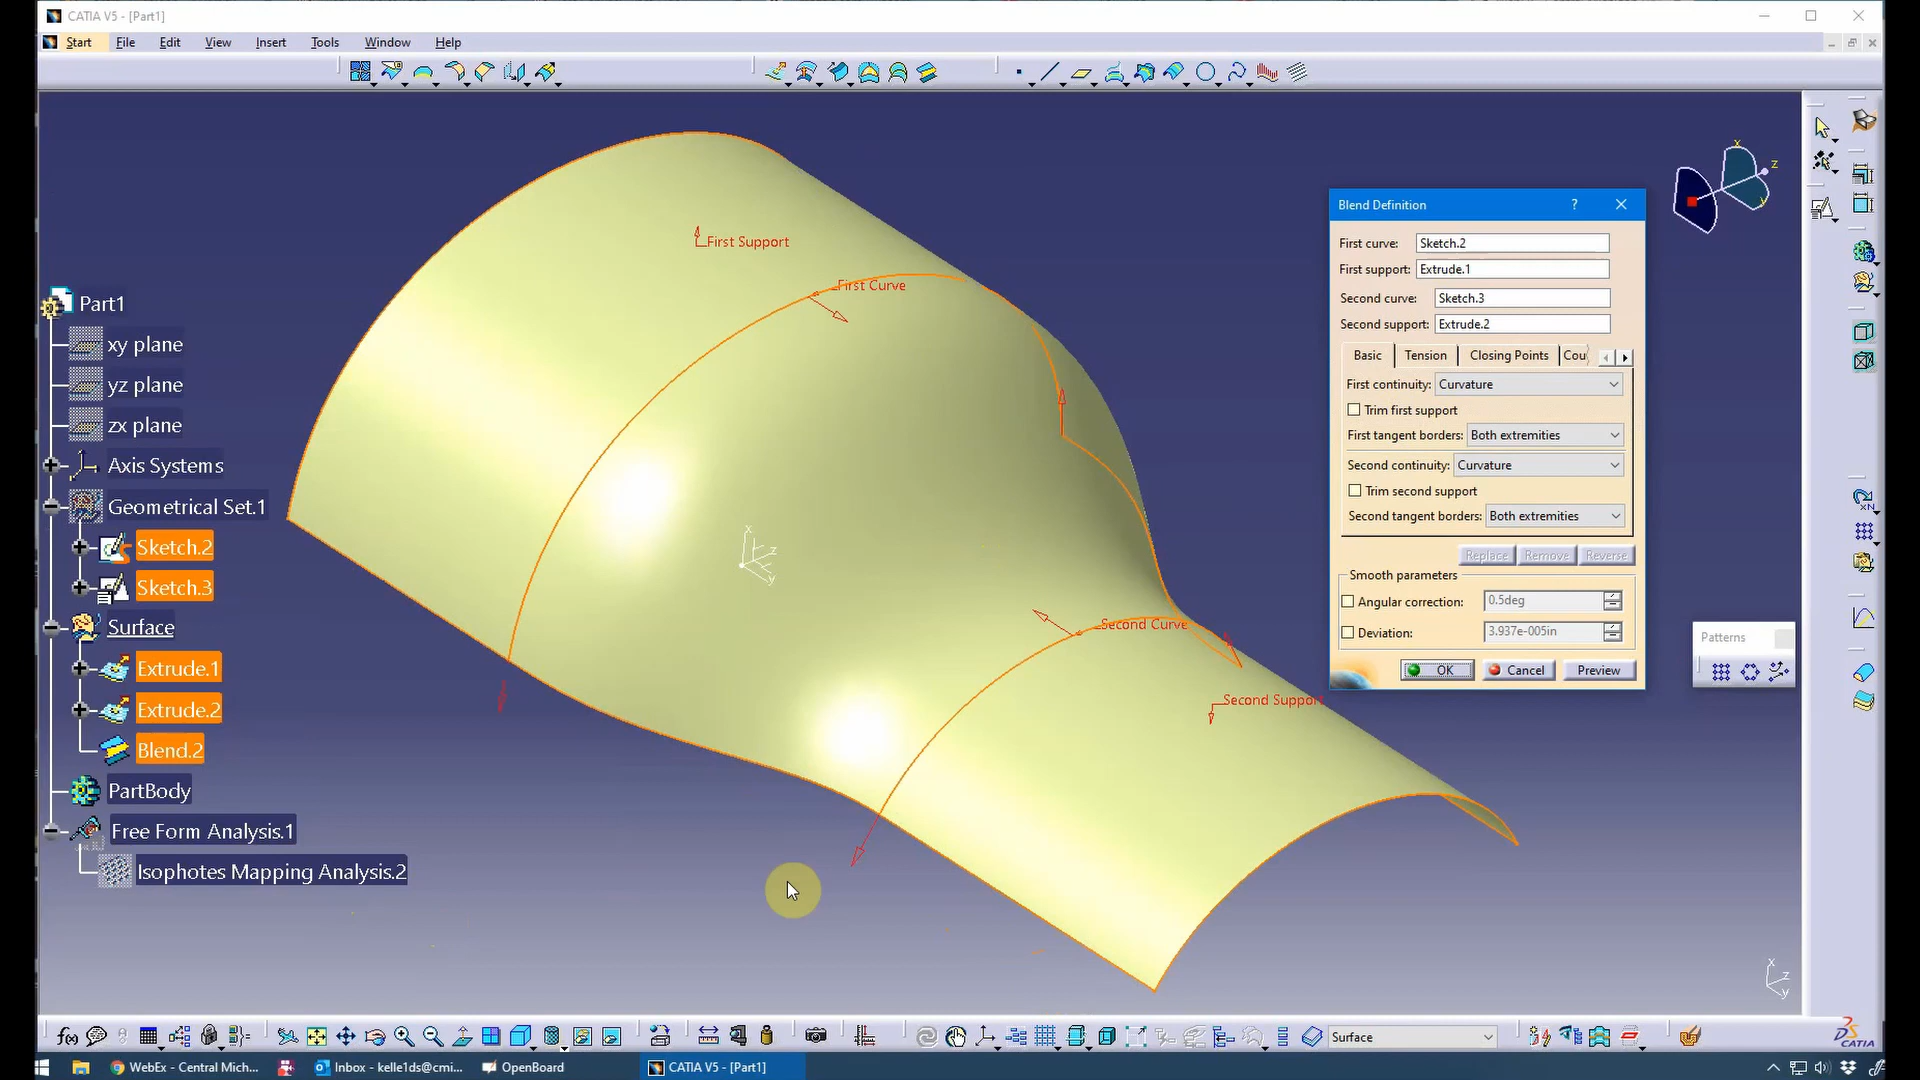 CATIA V5 - [Part1]
Start File Edit View Insert Tools Window Help
First Support
First Curve
Second Curve
Second Support
x
z
y
Part1
xy plane
yz plane
zx plane
Axis Systems
Geometrical Set.1
Sketch.2
Sketch.3
Surface
Extrude.1
Extrude.2
Blend.2
PartBody
Free Form Analysis.1
Isophotes Mapping Analysis.2
x
z
y
Blend Definition ?
First curve: Sketch.2
First support: Extrude.1
Second curve: Sketch.3
Second support: Extrude.2
Basic Tension Closing Points Cou
First continuity: Curvature
Trim first support
First tangent borders: Both extremities
Second continuity: Curvature
Trim second support
Second tangent borders: Both extremities
Replace Remove Reverse
Smooth parameters
Angular correction: 0.5deg
Deviation: 3.937e-005in
OK Cancel Preview
Patterns
x
z
y
f(x)
Surface
CATIA
WebEx - Central Mich... Inbox - kelle1ds@cmi... OpenBoard CATIA V5 - [Part1]